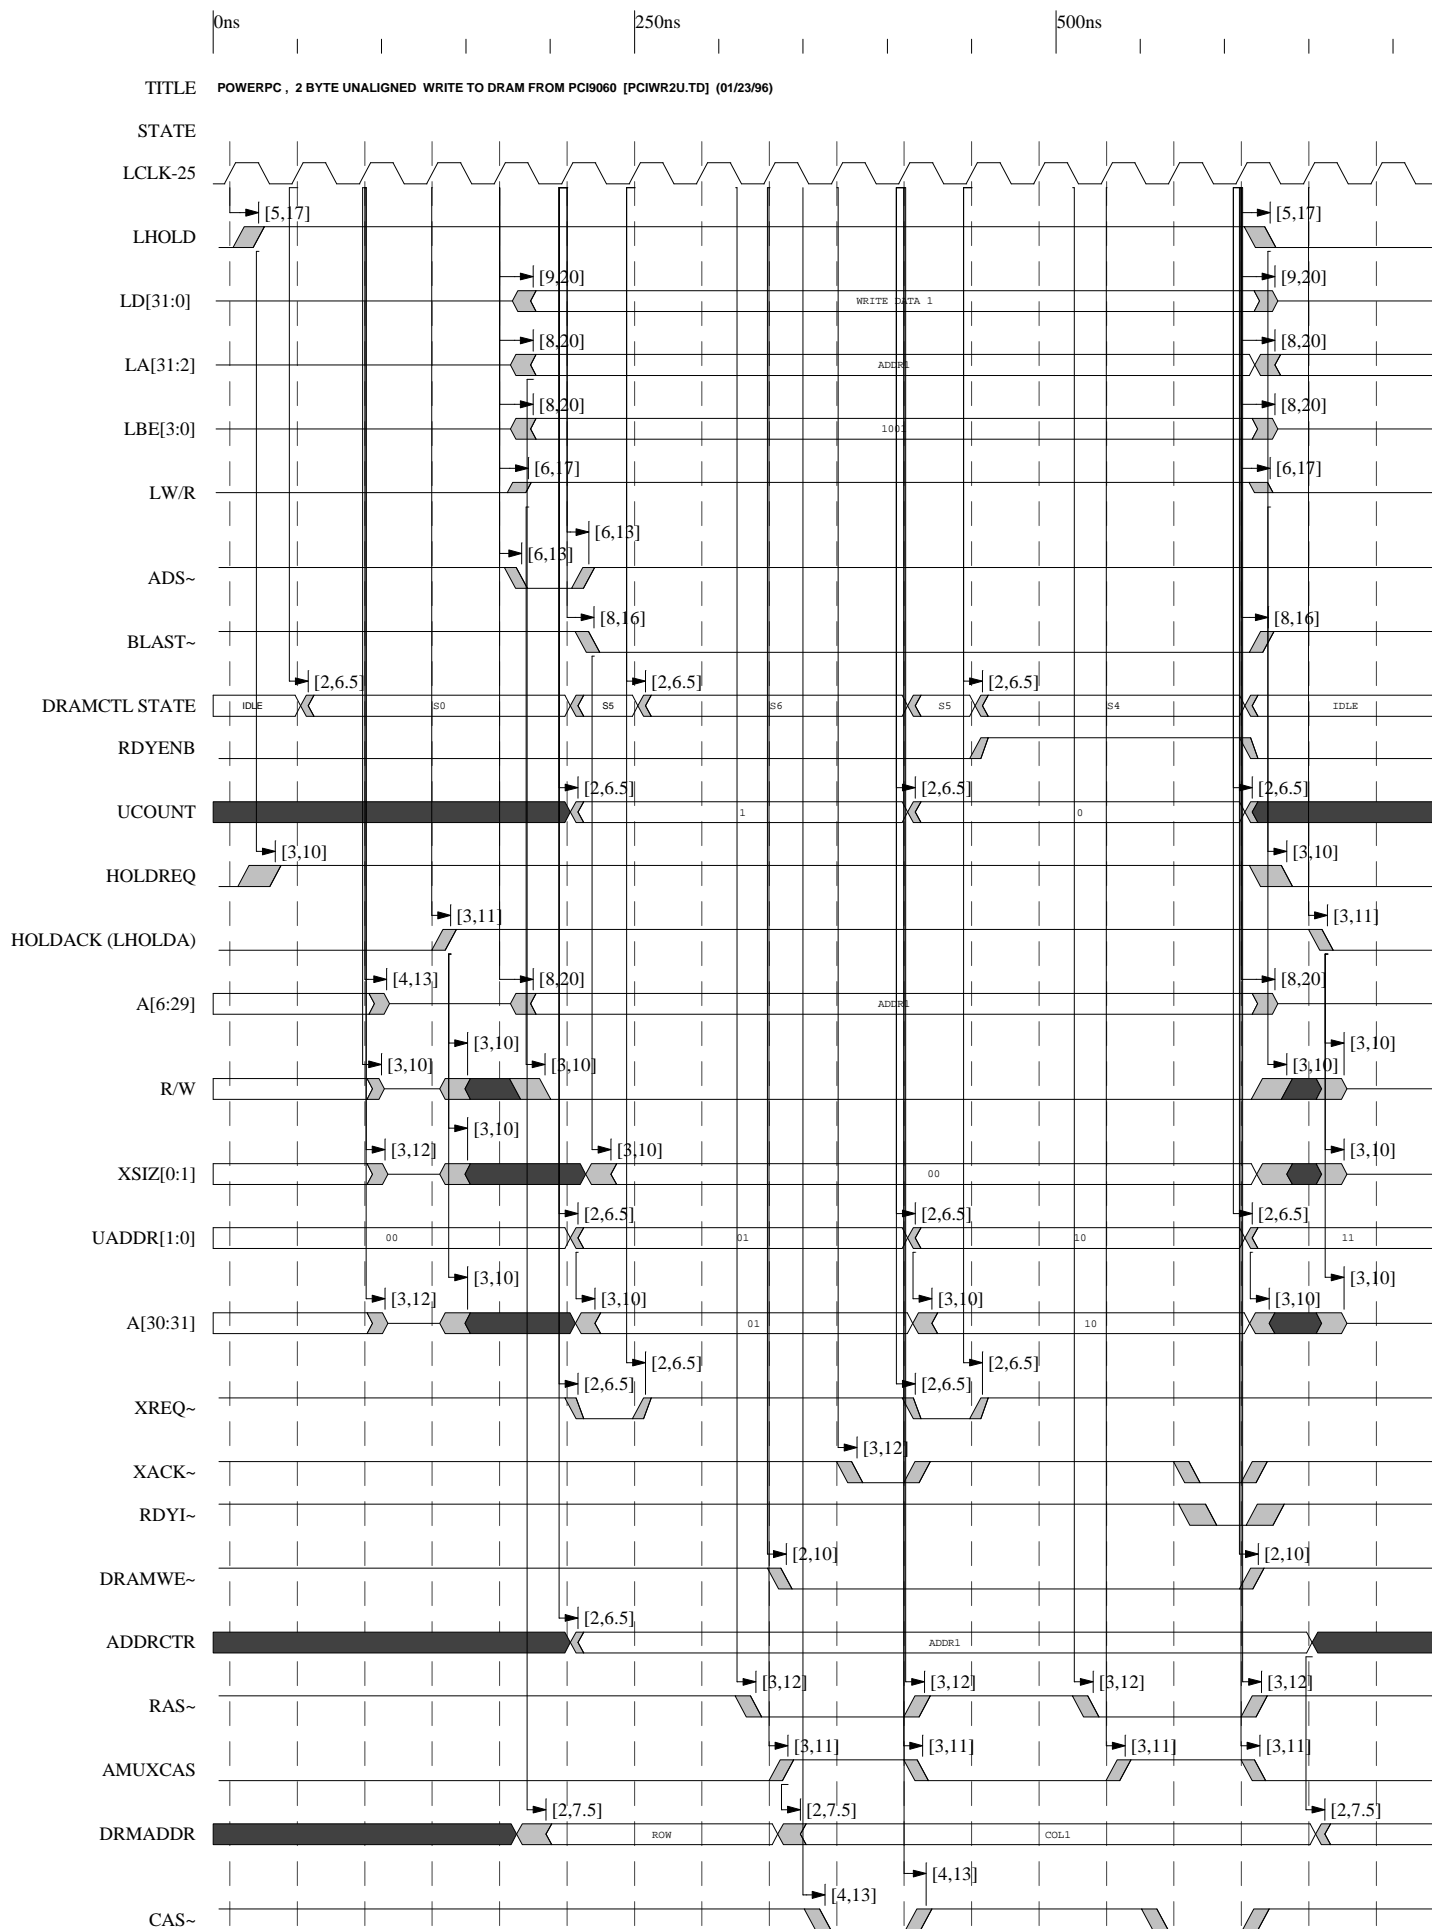 0ns 250ns 500ns
TITLE POWERPC , 2 BYTE UNALIGNED WRITE TO DRAM FROM PCI9060 [PCIWR2U.TD] (01/23/96)
STATE
LCLK-25
[5,17] [5,17]
LHOLD
[9,20] [9,20]
LD[31:0] WRITE DATA 1
[8,20] [8,20]
LA[31:2] ADDR1
[8,20] [8,20]
LBE[3:0] 1001
[6,17] [6,17]
LW/R
[6,13]
[6,13]
ADS~
[8,16] [8,16]
BLAST~
[2,6.5] [2,6.5] [2,6.5]
DRAMCTL STATE IDLE S0 S5 S6 S5 S4 IDLE
RDYENB
[2,6.5] [2,6.5] [2,6.5]
UCOUNT 1 0
[3,10] [3,10]
HOLDREQ
[3,11] [3,11]
HOLDACK (LHOLDA)
[4,13] [8,20] [8,20]
A[6:29] ADDR1
[3,10] [3,10]
[3,10] [3,10] [3,10]
R/W
[3,10]
[3,12] [3,10] [3,10]
XSIZ[0:1] 00
[2,6.5] [2,6.5] [2,6.5]
UADDR[1:0] 00 01 10 11
[3,10] [3,10]
[3,12] [3,10] [3,10] [3,10]
A[30:31] 01 10
[2,6.5] [2,6.5]
[2,6.5] [2,6.5]
XREQ~
[3,12]
XACK~
RDYI~
[2,10] [2,10]
DRAMWE~
[2,6.5]
ADDRCTR ADDR1
[3,12] [3,12] [3,12] [3,12]
RAS~
[3,11] [3,11] [3,11] [3,11]
AMUXCAS
[2,7.5] [2,7.5] [2,7.5]
DRMADDR ROW COL1
[4,13]
[4,13]
CAS~